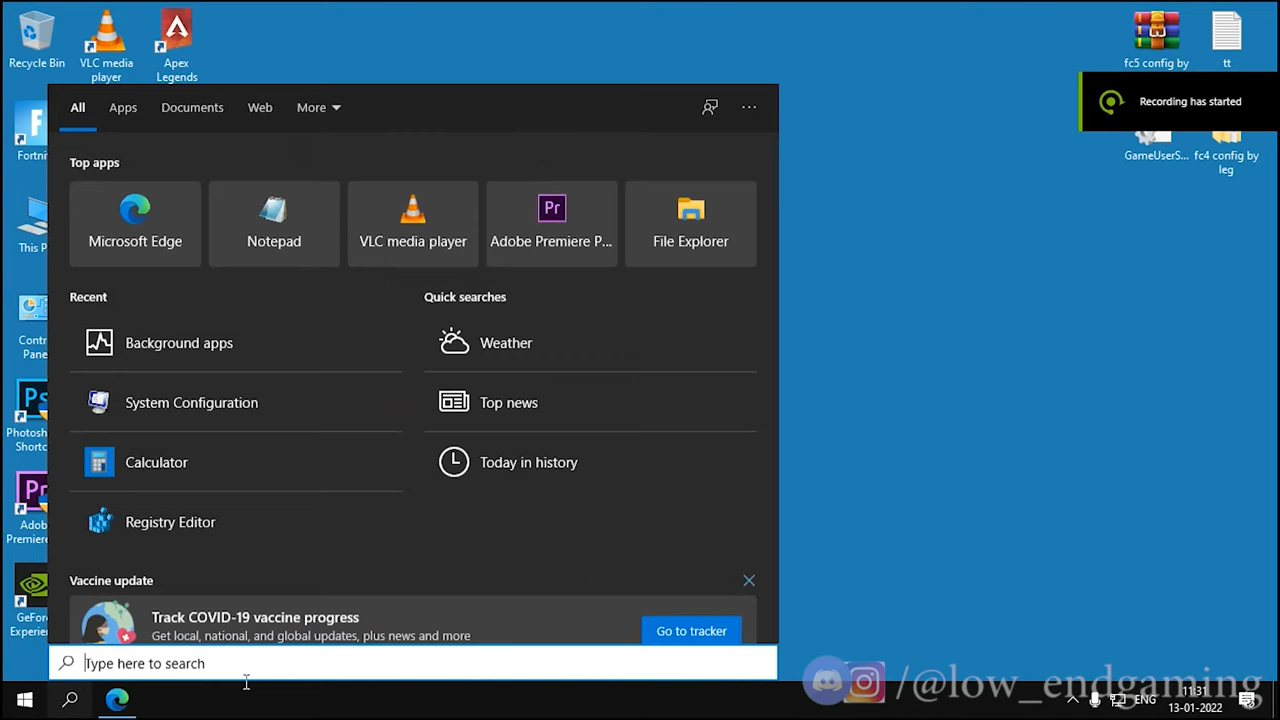 Recycle Bin
VLC media
player
Apex
Legends
fc5 config by
tt
Recording has started
GameUserS...
fc4 config by
leg
All
Apps
Documents
Web
More
Top apps
Microsoft Edge
Notepad
VLC media player
Adobe Premiere P...
File Explorer
Recent
Quick searches
Background apps
Weather
System Configuration
Top news
Calculator
Today in history
Registry Editor
Vaccine update
Track COVID-19 vaccine progress
Get local, national, and global updates, plus news and more
Go to tracker
Type here to search
Fortni
This P
Contr
Pane
Ps
Photosh
Shortc
Pr
Pr
Adob
Premiere
GeFor
Experien
/@low_endgaming
ENG
11:31
13-01-2022